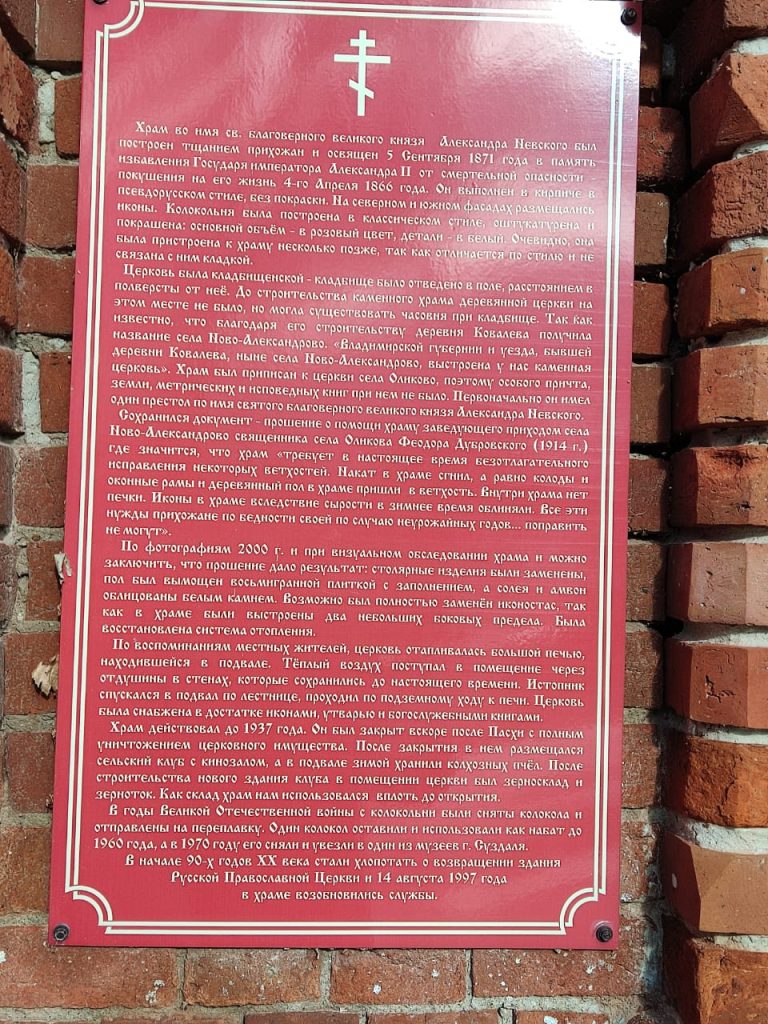 Храм во имя св. благоверного великого князя Александра Невского был
построен тщанием прихожан и освящен 5 Сентября 1871 года в память
избавления Государя императора Александра II от смертельной опасности -
покушения на его жизнь 4-го Апреля 1866 года. Он выполнен в кирпиче в
псевдорусском стиле, без покраски. На северном и южном фасадах размещались
иконы. Колокольня была построена в классическом стиле, оштукатурена и
покрашена: основной объём - в розовый цвет, детали - в белый. Очевидно, она
была пристроена к храму несколько позже, так как отличается по стилю и не
связана с ним кладкой.
Церковь была кладбищенской - кладбище было отведено в поле, расстоянием в
полверсты от неё. До строительства каменного храма деревянной церкви на
этом месте не было, но могла существовать часовня при кладбище. Так как
известно, что благодаря его строительству деревня Ковалева получила
название села Ново-Александрово. «Владимирской губернии и уезда, бывшей
деревни Ковалева, ныне села Ново-Александрово, выстроена у нас каменная
церковь». Храм был приписан к церкви села Оликово, поэтому особого причта,
земли, метрических и исповедных книг при нем не было. Первоначально он имел
один престол по имя святого благоверного великого князя Александра Невского.
Сохранился документ - прошение о помощи храму заведующего приходом села
Ново-Александрово священника села Оликова Феодора Дубровского (1914 г.)
где значится, что храм «требует в настоящее время безотлагательного
исправления некоторых ветхостей. Накат в храме сгнил, а равно колоды и
оконные рамы и деревянный пол в храме пришли в ветхость. Внутри храма нет
печки. Иконы в храме вследствие сырости в зимнее время облиняли. Все эти
нужды прихожане по бедности своей по случаю неурожайных годов... поправить
не могут».
По фотографиям 2000 г. и при визуальном обследовании храма и можно
заключить, что прошение дало результат: столярные изделия были заменены,
пол был вымощен восьмигранной плиткой с заполнением, а солея и амвон
облицованы белым камнем. Возможно был полностью заменён иконостас, так
как в храме были выстроены два небольших боковых предела. Была
восстановлена система отопления.
По воспоминаниям местных жителей, церковь отапливалась большой печью,
находившейся в подвале. Тёплый воздух поступал в помещение через
отдушины в стенах, которые сохранились до настоящего времени. Истопник
спускался в подвал по лестнице, проходил по подземному ходу к печи. Церковь
была снабжена в достатке иконами, утварью и богослужебными книгами.
Храм действовал до 1937 года. Он был закрыт вскоре после Пасхи с полным
уничтожением церковного имущества. После закрытия в нем размещался
сельский клуб с кинозалом, а в подвале зимой хранили колхозных пчёл. После
строительства нового здания клуба в помещении церкви был зерносклад и
зерноток. Как склад храм нам использовался вплоть до открытия.
В годы Великой Отечественной войны с колокольни были сняты колокола и
отправлены на переплавку. Один колокол оставили и использовали как набат до
1960 года, а в 1970 году его сняли и увезли в один из музеев г. Суздаля.
В начале 90-х годов XX века стали хлопотать о возвращении здания
Русской Православной Церкви и 14 августа 1997 года
в храме возобновились службы.